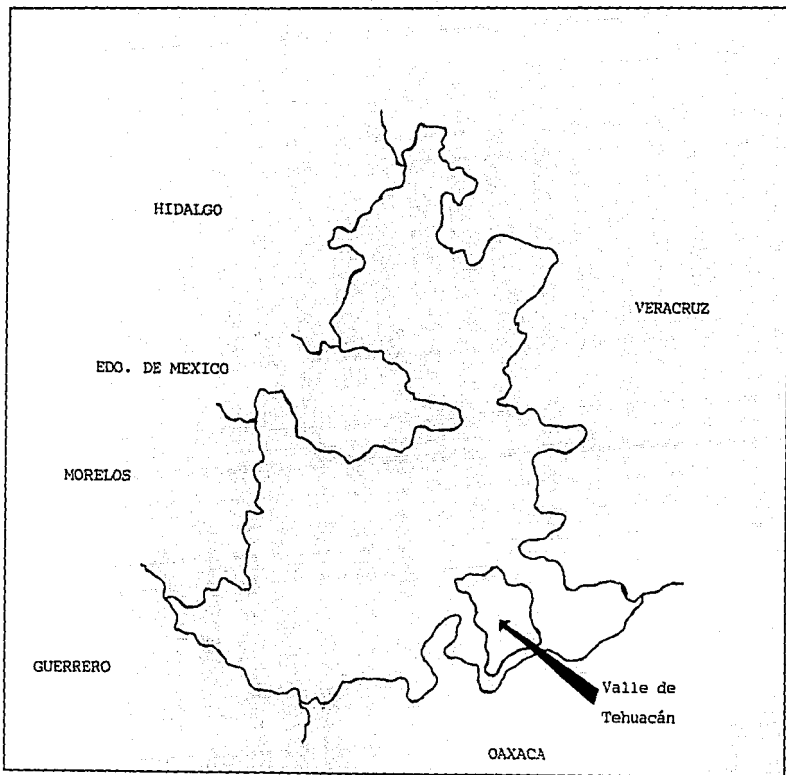 HIDALGO
VERACRUZ
EDO. DE MEXICO
MORELOS
GUERRERO
Valle de
Tehuacán
OAXACA